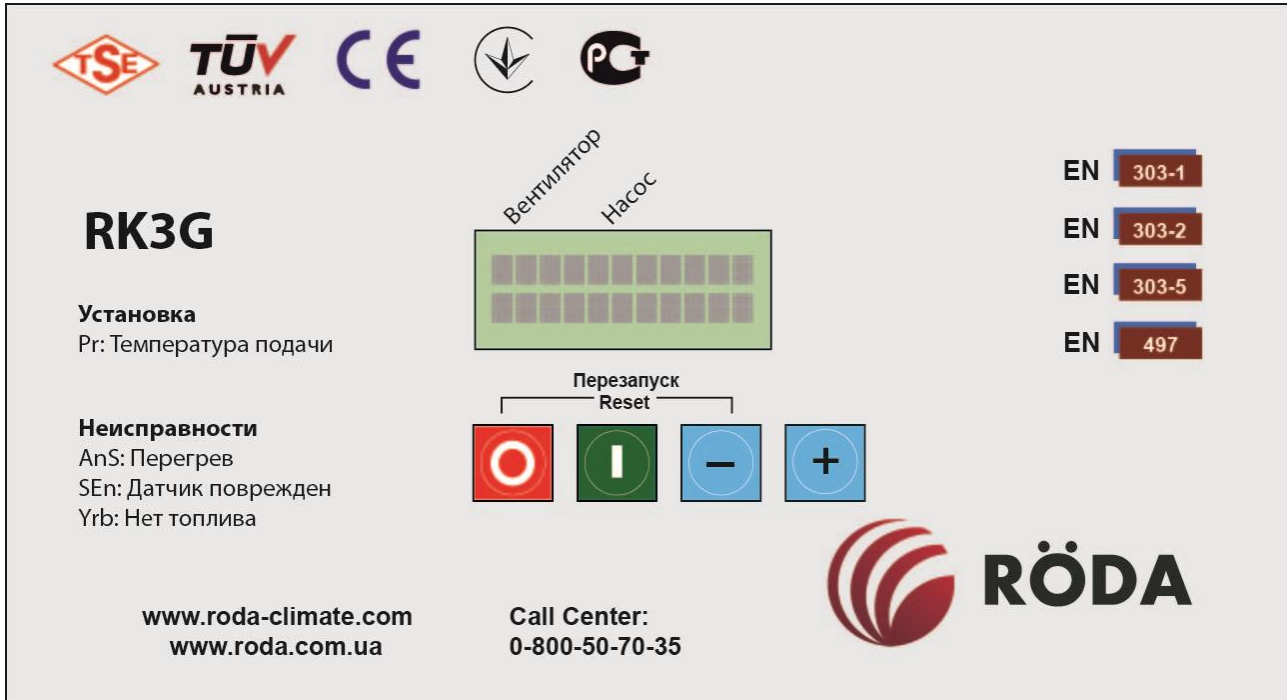 TSE
TÜV
AUSTRIA
CE
РСТ
Вентилятор
Насос
RK3G
Установка
Pr: Температура подачи
Неисправности
AnS: Перегрев
SEn: Датчик поврежден
Yrb: Нет топлива
Перезапуск
Reset
− +
EN 303-1
EN 303-2
EN 303-5
EN 497
RÖDA
www.roda-climate.com
www.roda.com.ua
Call Center:
0-800-50-70-35